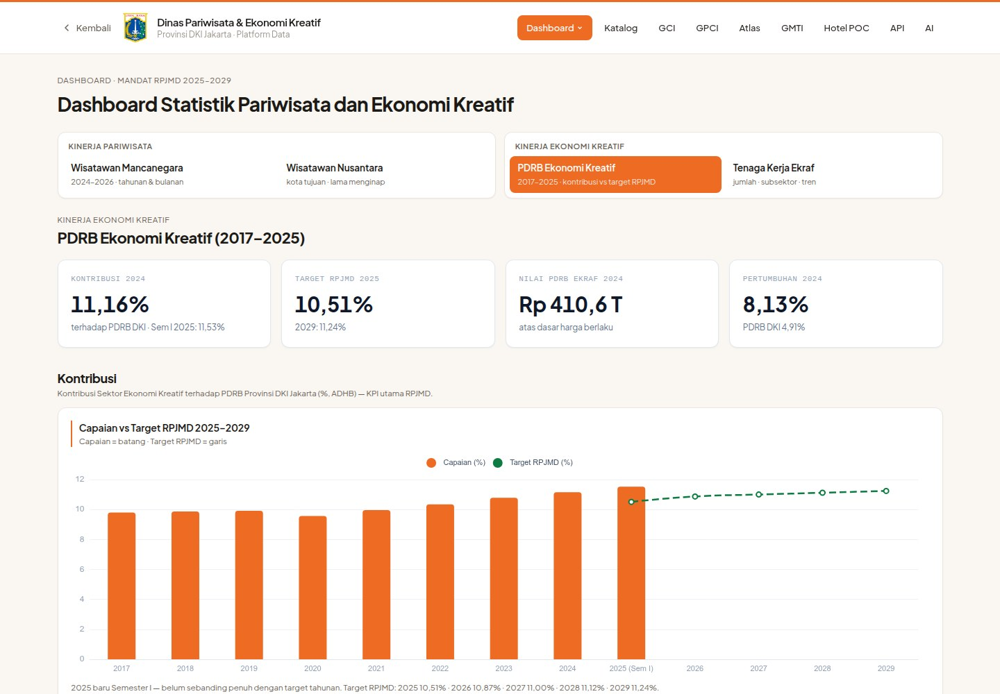 Kembali
Dinas Pariwisata & Ekonomi Kreatif
Provinsi DKI Jakarta · Platform Data
Dashboard
Katalog
GCI
GPCI
Atlas
GMTI
Hotel POC
API
AI
DASHBOARD · MANDAT RPJMD 2025–2029
Dashboard Statistik Pariwisata dan Ekonomi Kreatif
KINERJA PARIWISATA
Wisatawan Mancanegara
2024–2026 · tahunan & bulanan
Wisatawan Nusantara
kota tujuan · lama menginap
KINERJA EKONOMI KREATIF
PDRB Ekonomi Kreatif
2017–2025 · kontribusi vs target RPJMD
Tenaga Kerja Ekraf
jumlah · subsektor · tren
KINERJA EKONOMI KREATIF
PDRB Ekonomi Kreatif (2017–2025)
KONTRIBUSI 2024
11,16%
terhadap PDRB DKI · Sem I 2025: 11,53%
TARGET RPJMD 2025
10,51%
2029: 11,24%
NILAI PDRB EKRAF 2024
Rp 410,6 T
atas dasar harga berlaku
PERTUMBUHAN 2024
8,13%
PDRB DKI 4,91%
Kontribusi
Kontribusi Sektor Ekonomi Kreatif terhadap PDRB Provinsi DKI Jakarta (%, ADHB) — KPI utama RPJMD.
Capaian vs Target RPJMD 2025–2029
Capaian = batang · Target RPJMD = garis
Capaian (%)
Target RPJMD (%)
12
10
8
6
4
2
0
2017
2018
2019
2020
2021
2022
2023
2024
2025 (Sem I)
2026
2027
2028
2029
2025 baru Semester I — belum sebanding penuh dengan target tahunan. Target RPJMD: 2025 10,51% · 2026 10,87% · 2027 11,00% · 2028 11,12% · 2029 11,24%.